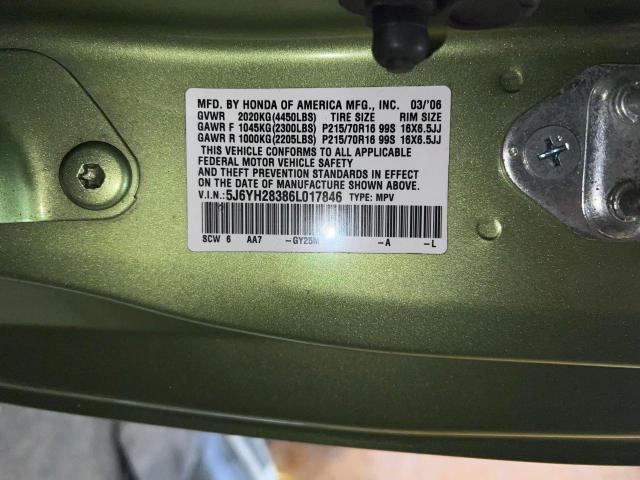 MFD. BY HONDA OF AMERICA MFG., INC. 03/'06
GVWR 2020KG(4450LBS) TIRE SIZE RIM SIZE
GAWR F 1045KG(2300LBS) P215/70R16 99S 16X6.5JJ
GAWR R 1000KG(2205LBS) P215/70R16 99S 16X6.5JJ
THIS VEHICLE CONFORMS TO ALL APPLICABLE
FEDERAL MOTOR VEHICLE SAFETY
AND THEFT PREVENTION STANDARDS IN EFFECT
ON THE DATE OF MANUFACTURE SHOWN ABOVE.
V.I.N.: 5J6YH28386L017846 TYPE: MPV
SCW 6 AA7 -GY25M -A -L